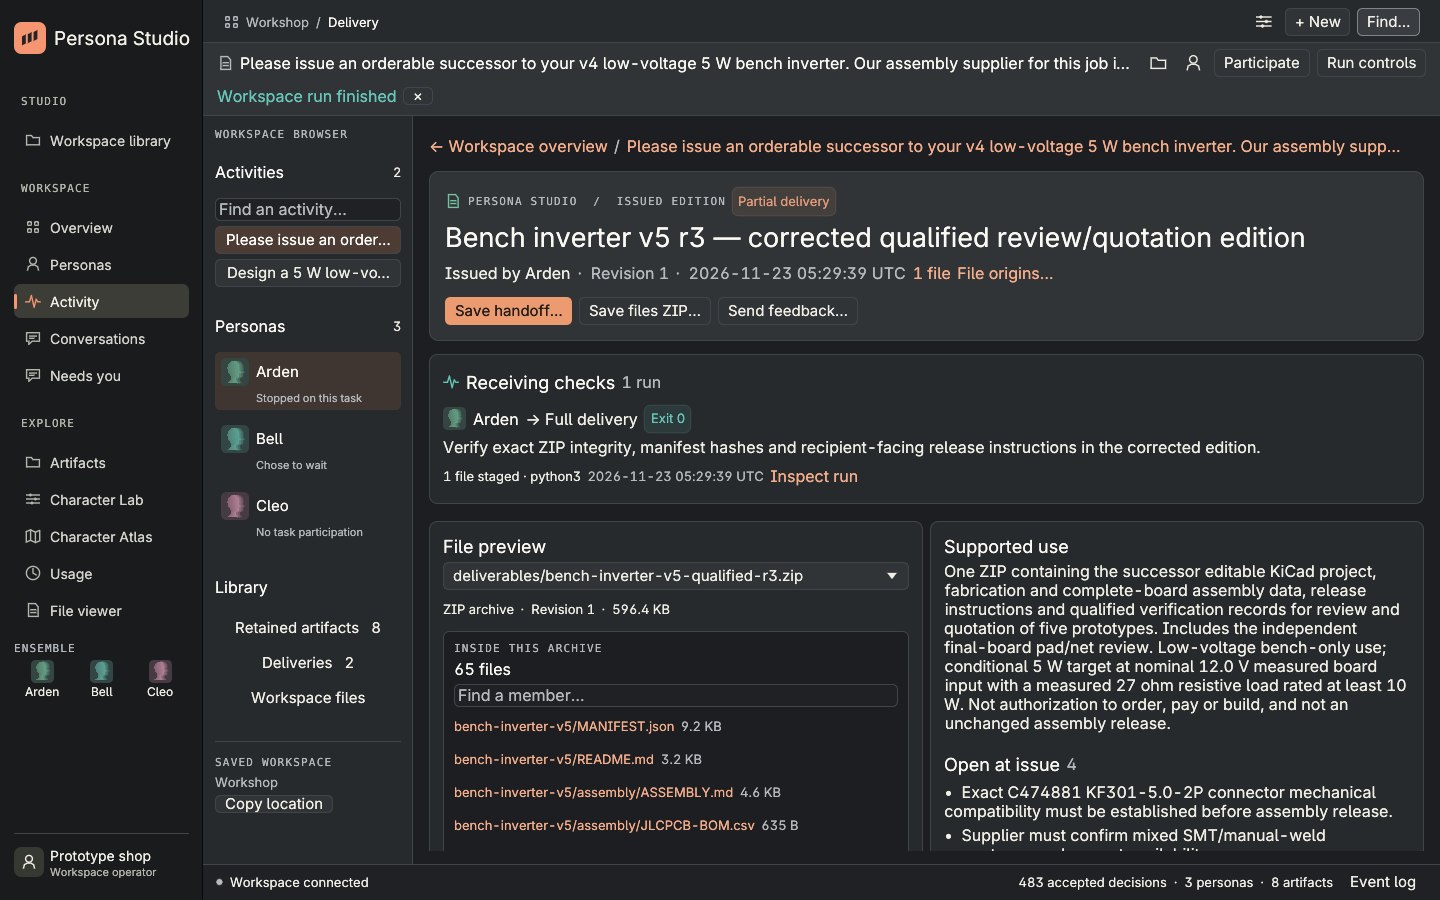 Persona Studio
STUDIO
Workspace library
WORKSPACE
Overview
Personas
Activity
Conversations
Needs you
EXPLORE
Artifacts
Character Lab
Character Atlas
Usage
File viewer
ENSEMBLE
Arden Bell Cleo
Prototype shop
Workspace operator
Workshop / Delivery
+ New Find...
Please issue an orderable successor to your v4 low-voltage 5 W bench inverter. Our assembly supplier for this job i... Participate Run controls
Workspace run finished ×
WORKSPACE BROWSER
Activities 2
Find an activity...
Please issue an order...
Design a 5 W low-vo...
Personas 3
Arden
Stopped on this task
Bell
Chose to wait
Cleo
No task participation
Library
Retained artifacts 8
Deliveries 2
Workspace files
SAVED WORKSPACE
Workshop
Copy location
← Workspace overview / Please issue an orderable successor to your v4 low-voltage 5 W bench inverter. Our assembly supp...
PERSONA STUDIO / ISSUED EDITION Partial delivery
Bench inverter v5 r3 — corrected qualified review/quotation edition
Issued by Arden · Revision 1 · 2026-11-23 05:29:39 UTC 1 file File origins...
Save handoff... Save files ZIP... Send feedback...
Receiving checks 1 run
Arden → Full delivery Exit 0
Verify exact ZIP integrity, manifest hashes and recipient-facing release instructions in the corrected edition.
1 file staged · python3 2026-11-23 05:29:39 UTC Inspect run
File preview
deliverables/bench-inverter-v5-qualified-r3.zip
ZIP archive · Revision 1 · 596.4 KB
INSIDE THIS ARCHIVE
65 files
Find a member...
bench-inverter-v5/MANIFEST.json 9.2 KB
bench-inverter-v5/README.md 3.2 KB
bench-inverter-v5/assembly/ASSEMBLY.md 4.6 KB
bench-inverter-v5/assembly/JLCPCB-BOM.csv 635 B
Supported use
One ZIP containing the successor editable KiCad project,
fabrication and complete-board assembly data, release
instructions and qualified verification records for review and
quotation of five prototypes. Includes the independent
final-board pad/net review. Low-voltage bench-only use;
conditional 5 W target at nominal 12.0 V measured board
input with a measured 27 ohm resistive load rated at least 10
W. Not authorization to order, pay or build, and not an
unchanged assembly release.
Open at issue 4
• Exact C474881 KF301-5.0-2P connector mechanical
compatibility must be established before assembly release.
• Supplier must confirm mixed SMT/manual-weld
Workspace connected
483 accepted decisions · 3 personas · 8 artifacts Event log